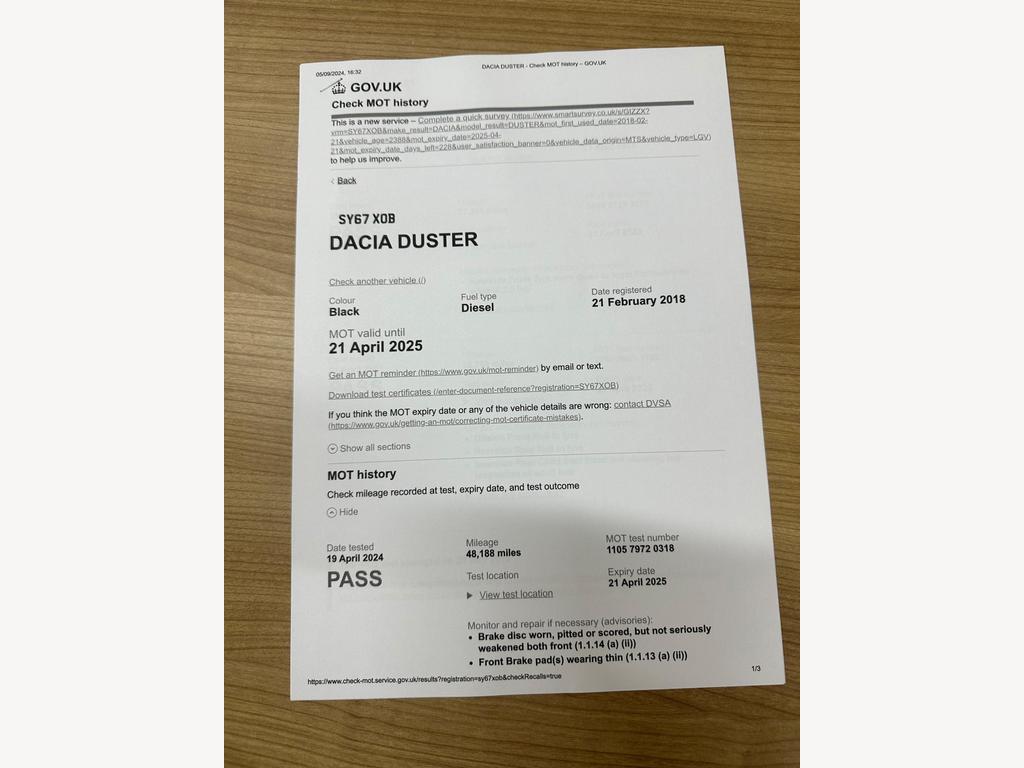 05/09/2024, 16:32
DACIA DUSTER - Check MOT history – GOV.UK
GOV.UK
Check MOT history
This is a new service – Complete a quick survey (https://www.smartsurvey.co.uk/s/GIZZX?
vrm=SY67XOB&make_result=DACIA&model_result=DUSTER&mot_first_used_date=2018-02-
21&vehicle_age=2388&mot_expiry_date=2025-04-
21&mot_expiry_date_days_left=228&user_satisfaction_banner=0&vehicle_data_origin=MTS&vehicle_type=LGV)
to help us improve.
Back
SY67 XOB
DACIA DUSTER
Check another vehicle (/)
Colour
Black
Fuel type
Diesel
Date registered
21 February 2018
MOT valid until
21 April 2025
Get an MOT reminder (https://www.gov.uk/mot-reminder) by email or text.
Download test certificates (/enter-document-reference?registration=SY67XOB)
If you think the MOT expiry date or any of the vehicle details are wrong: contact DVSA
(https://www.gov.uk/getting-an-mot/correcting-mot-certificate-mistakes).
Show all sections
MOT history
Check mileage recorded at test, expiry date, and test outcome
Hide
Date tested
19 April 2024
PASS
Mileage
48,188 miles
MOT test number
1105 7972 0318
Test location
View test location
Expiry date
21 April 2025
Monitor and repair if necessary (advisories):
• Brake disc worn, pitted or scored, but not seriously
weakened both front (1.1.14 (a) (ii))
• Front Brake pad(s) wearing thin (1.1.13 (a) (ii))
https://www.check-mot.service.gov.uk/results?registration=sy67xob&checkRecalls=true
1/3